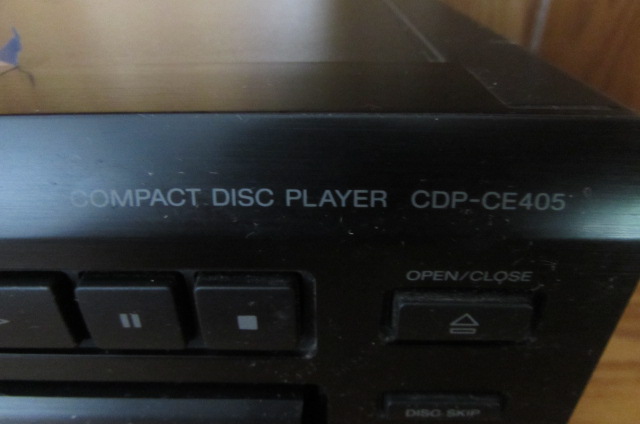 COMPACT DISC PLAYER CDP-CE405
OPEN/CLOSE
DISC SKIP